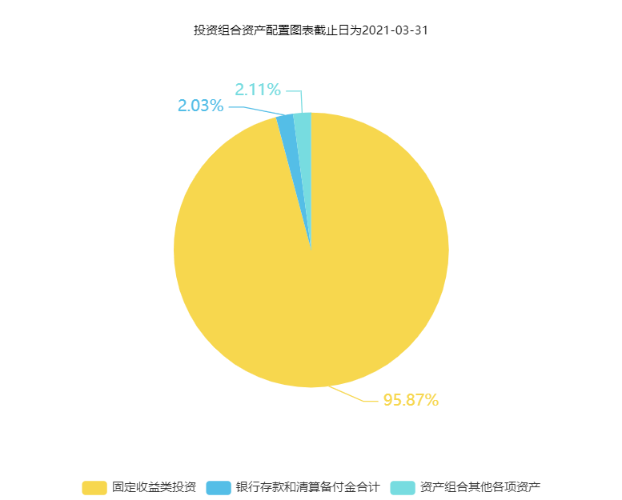 投资组合资产配置图表截止日为2021-03-31
2.11%
2.03%
95.87%
固定收益类投资 银行存款和清算备付金合计 资产组合其他各项资产